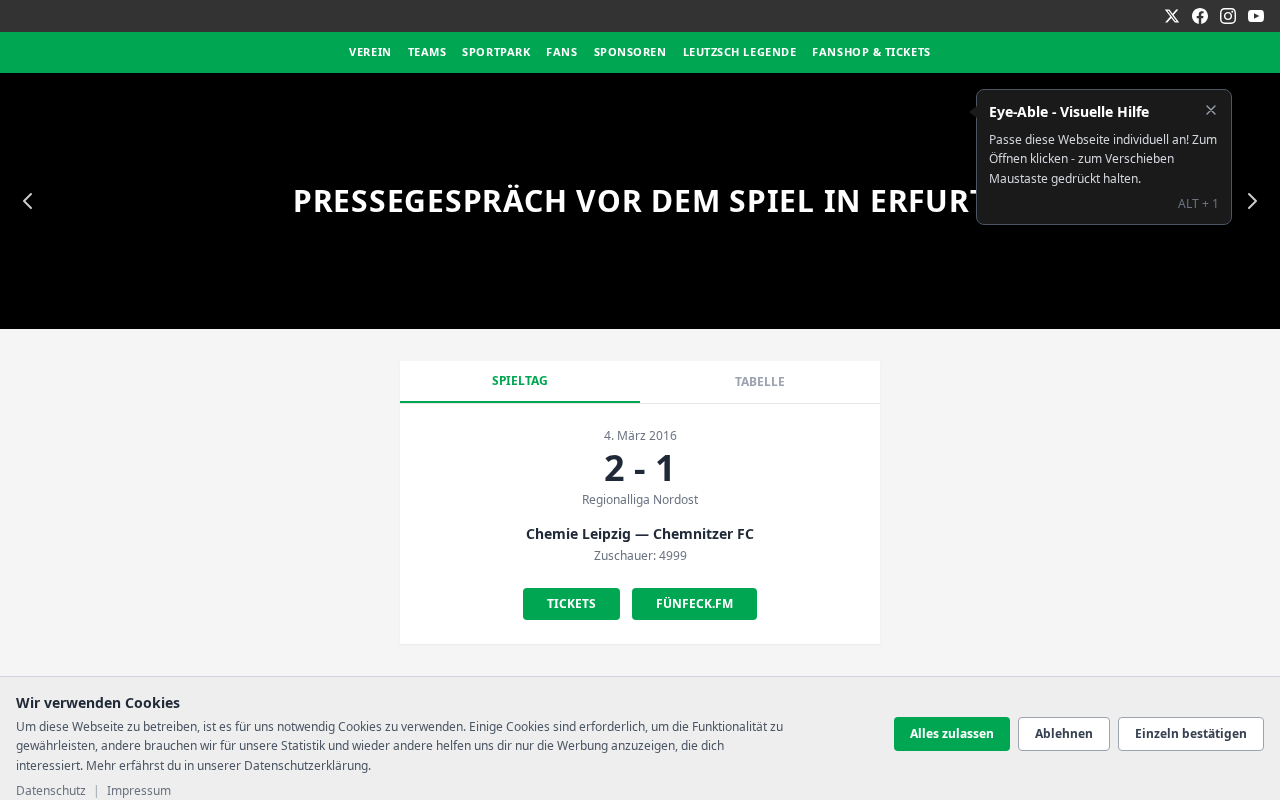 VEREIN TEAMS SPORTPARK FANS SPONSOREN LEUTZSCH LEGENDE FANSHOP & TICKETS
Eye-Able - Visuelle Hilfe
Passe diese Webseite individuell an! Zum
Öffnen klicken - zum Verschieben
Maustaste gedrückt halten.
ALT + 1
PRESSEGESPRÄCH VOR DEM SPIEL IN ERFURT
SPIELTAG TABELLE
4. März 2016
2 - 1
Regionalliga Nordost
Chemie Leipzig — Chemnitzer FC
Zuschauer: 4999
TICKETS FÜNFECK.FM
Wir verwenden Cookies
Um diese Webseite zu betreiben, ist es für uns notwendig Cookies zu verwenden. Einige Cookies sind erforderlich, um die Funktionalität zu
gewährleisten, andere brauchen wir für unsere Statistik und wieder andere helfen uns dir nur die Werbung anzuzeigen, die dich
interessiert. Mehr erfährst du in unserer Datenschutzerklärung.
Datenschutz | Impressum
Alles zulassen Ablehnen Einzeln bestätigen